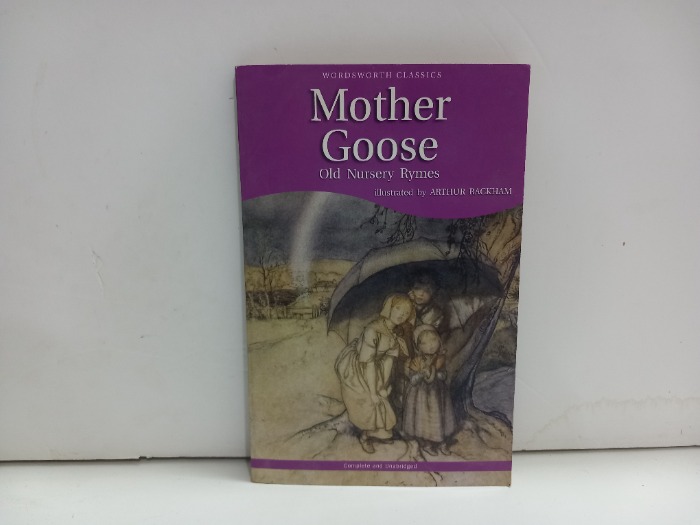 WORDSWORTH CLASSICS
Mother
Goose
Old Nursery Rymes
illustrated by ARTHUR RACKHAM
Complete and Unabridged